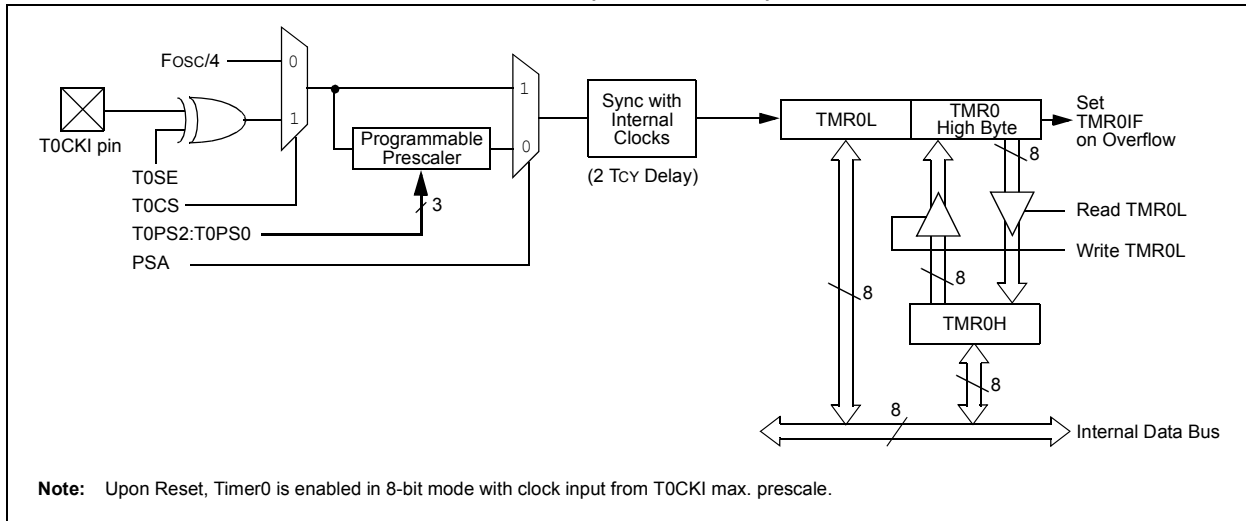 Fosc/4
0
1
T0CKI pin
T0SE
T0CS
T0PS2:T0PS0
PSA
Programmable
Prescaler
3
1
0
Sync with
Internal
Clocks
(2 TCY Delay)
TMR0L
TMR0
High Byte
Set
TMR0IF
on Overflow
8
Read TMR0L
Write TMR0L
8
8
TMR0H
8
8
Internal Data Bus
Note: Upon Reset, Timer0 is enabled in 8-bit mode with clock input from T0CKI max. prescale.